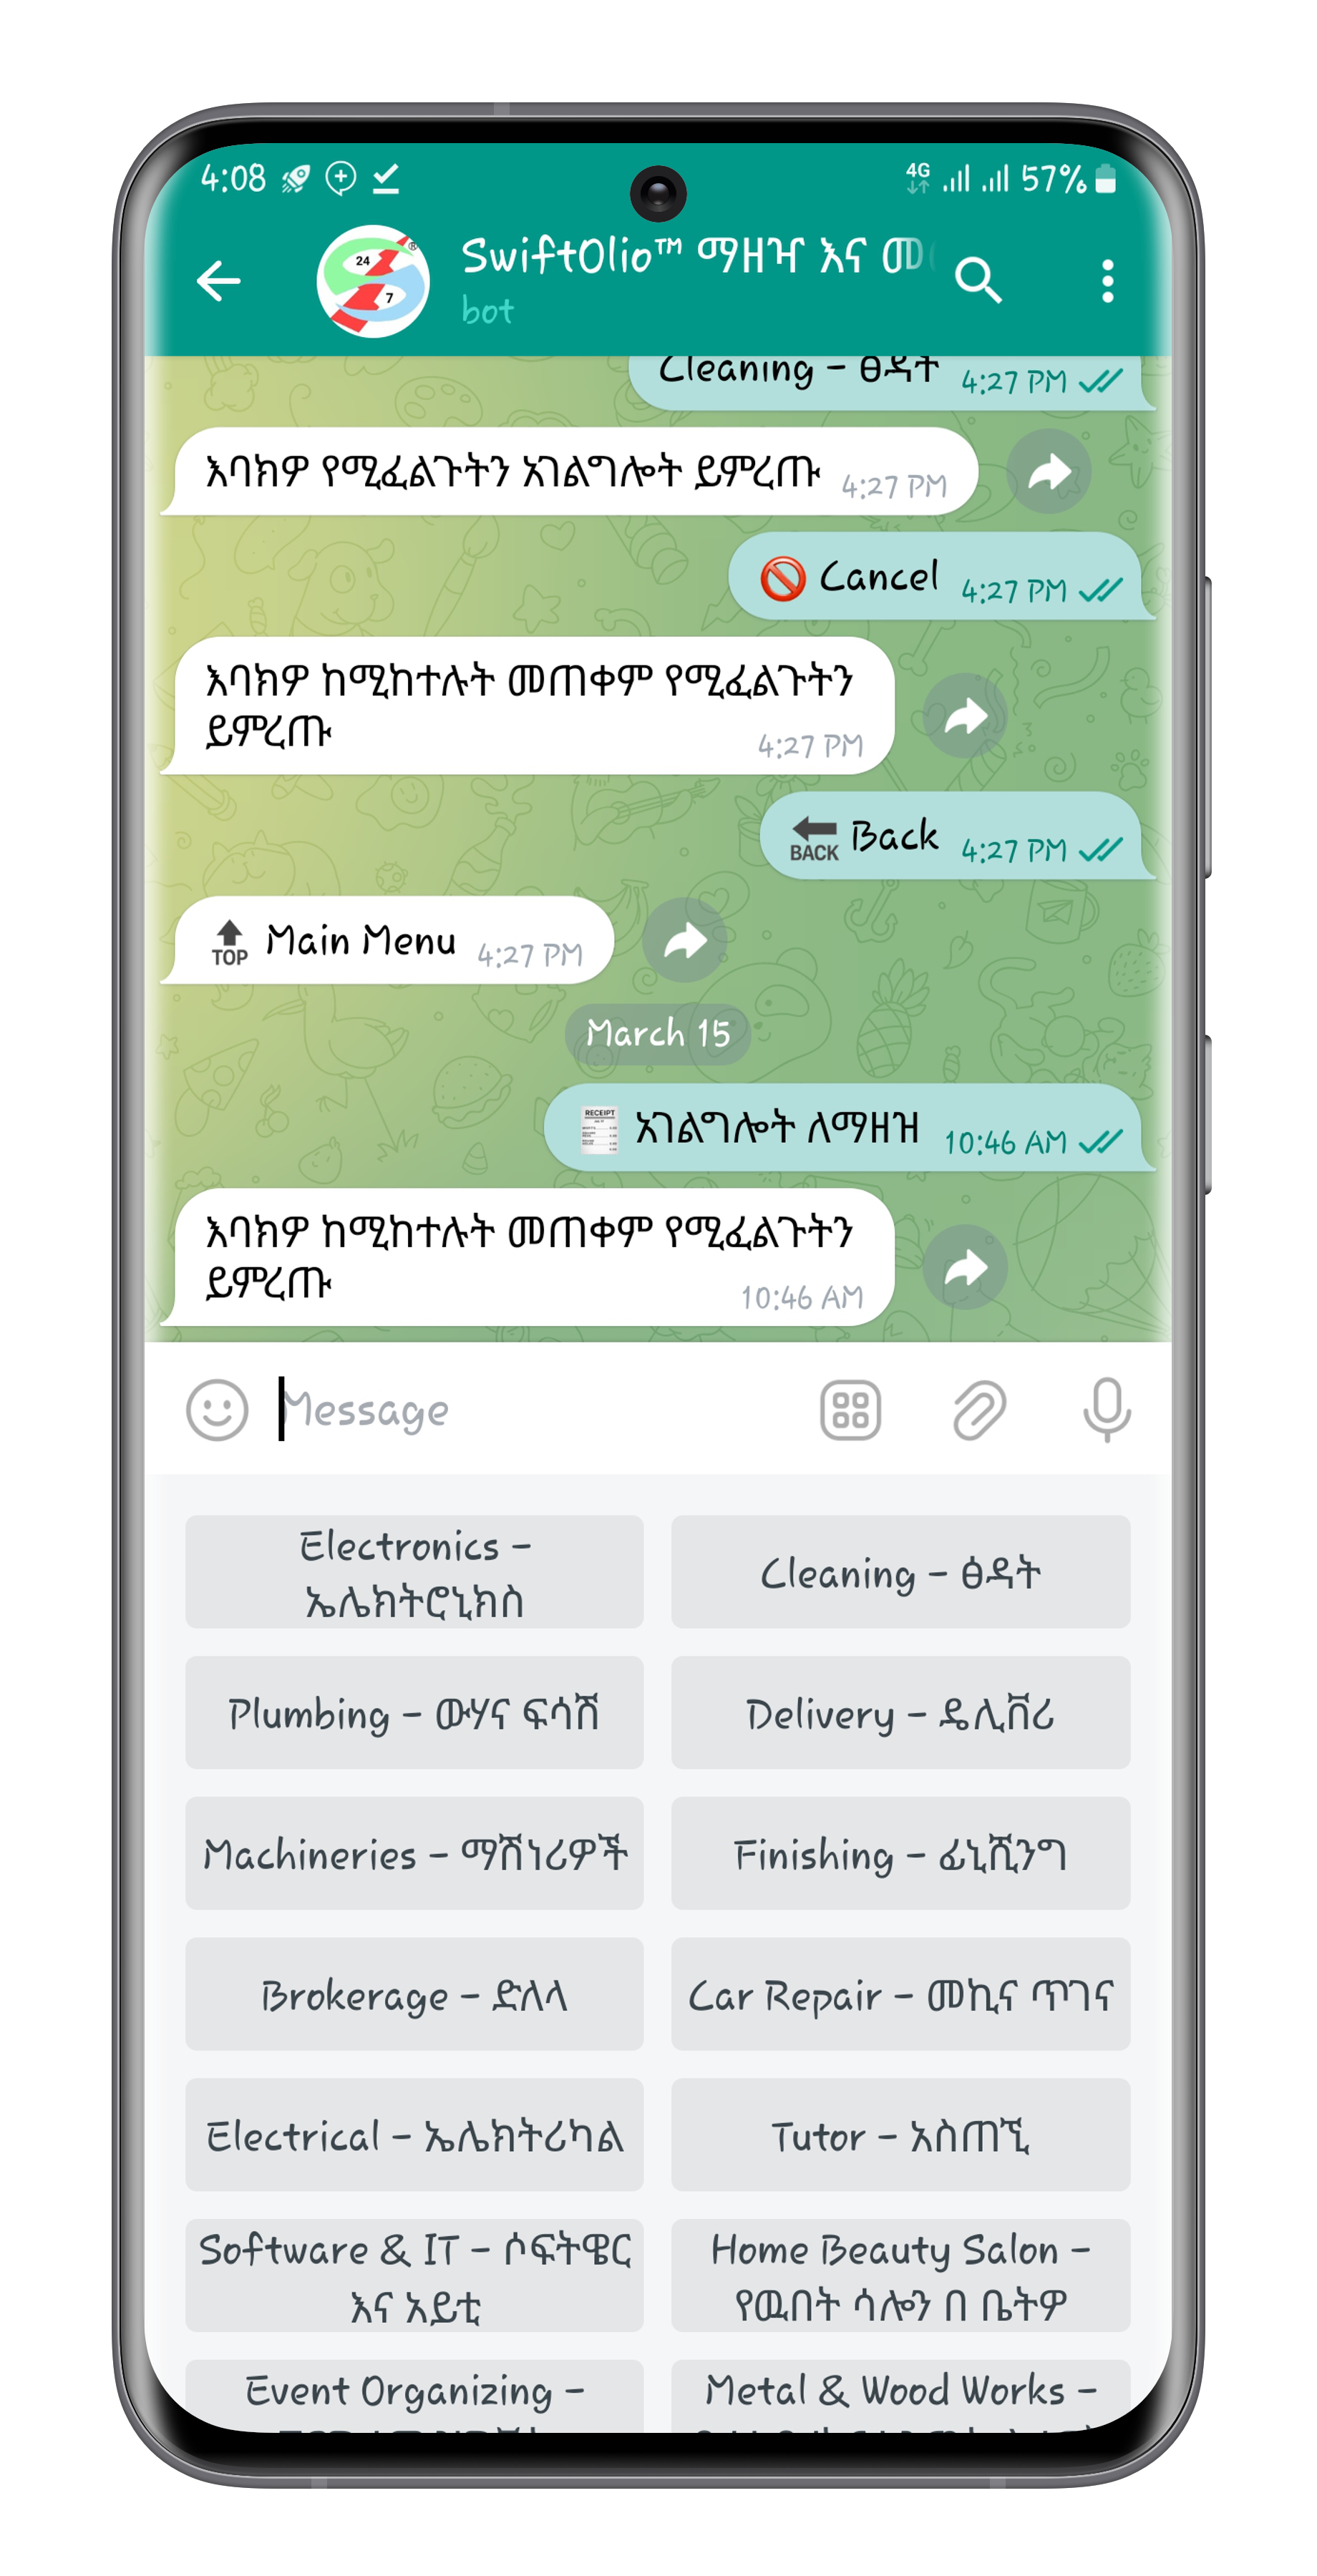 4:08
4G 57%
24
7
®
SwiftOlio™ ማዘዣ እና
bot
Cleaning - ፅዳት 4:27 PM
እባክዎ የሚፈልጉትን አገልግሎት ይምረጡ 4:27 PM
Cancel 4:27 PM
እባክዎ ከሚከተሉት መጠቀም የሚፈልጉትን
ይምረጡ 4:27 PM
BACK Back 4:27 PM
TOP Main Menu 4:27 PM
March 15
RECEIPT
አገልግሎት ለማዘዝ 10:46 AM
እባክዎ ከሚከተሉት መጠቀም የሚፈልጉትን
ይምረጡ 10:46 AM
Message
Electronics -
ኤሌክትሮኒክስ
Cleaning - ፅዳት
Plumbing - ውሃና ፍሳሽ
Delivery - ዴሊቨሪ
Machineries - ማሽነሪዎች
Finishing - ፊኒሺንግ
Brokerage - ድለላ
Car Repair - መኪና ጥገና
Electrical - ኤሌክትሪካል
Tutor - አስጠኚ
Software & IT - ሶፍትዌር
እና አይቲ
Home Beauty Salon -
የዉበት ሳሎን በ ቤትዎ
Event Organizing -
Metal & Wood Works -